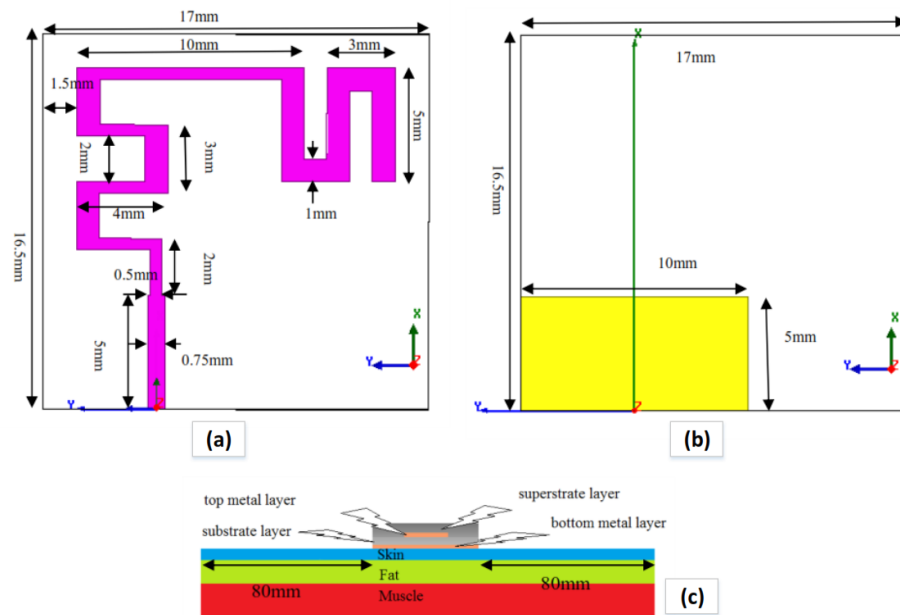 17mm
10mm
3mm
1.5mm
5mm
2mm
3mm
1mm
4mm
16.5mm
2mm
0.5mm
5mm
0.75mm
X
Y
Z
Y
Z
(a)
X
17mm
16.5mm
10mm
5mm
X
Y
Z
Y
Z
(b)
top metal layer
superstrate layer
substrate layer
bottom metal layer
Skin
Fat
80mm
80mm
Muscle
(c)